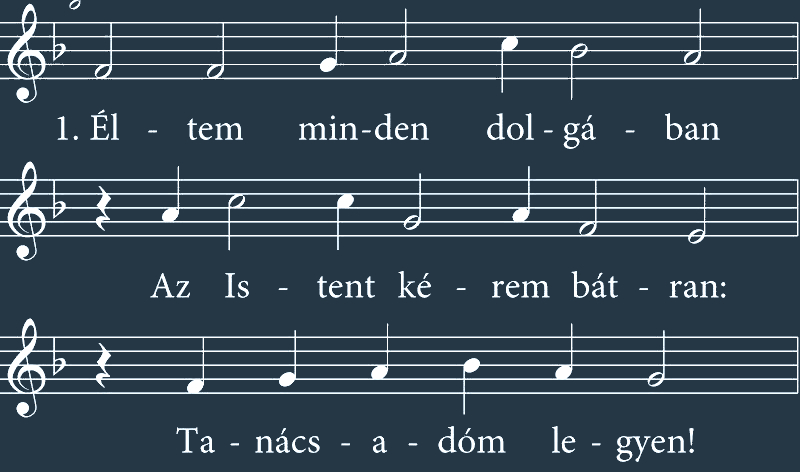 1. Él - tem min-den dol - gá - ban
Az Is - tent ké - rem bát - ran:
Ta - nács - a - dóm le - gyen!